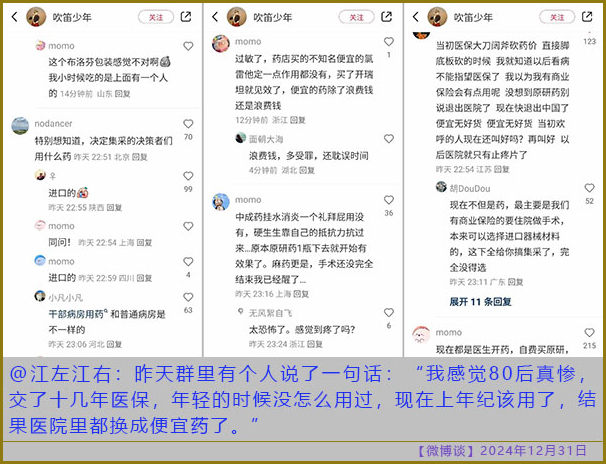 吹笛少年
关注
momo
这个布洛芬包装感觉不对啊
我小时候吃的是上面有一个人
的 14分钟前 山东 回复
nodancer
70
特别想知道，决定集采的决策者们
用什么药 昨天 22:51 北京 回复
进口的
99
昨天 22:55 陕西 回复
momo
同问！ 昨天 22:54 上海 回复
momo
4
进口的 昨天 22:59 四川 回复
小凡小凡
63
干部病房用药 和普通病房是
不一样的
昨天 23:06 河北 回复
吹笛少年
关注
momo
1
过敏了，药店买的不知名便宜的氯
雷他定一点作用都没有，买了开瑞
坦就见效了，便宜的药除了浪费钱
还是浪费钱
12分钟前 浙江 回复
面朝大海
浪费钱，多受罪，还耽误时间
4分钟前 湖北 回复
momo
36
中成药挂水消炎一个礼拜屁用没
有，硬生生靠自己的抵抗力抗过
来…原本原研药1瓶下去就开始有
效果了。麻药更是，手术还没完全
结束我已经醒了…
昨天 23:16 上海 回复
无风絮自飞
6
太恐怖了。感觉到疼了吗？
昨天 23:24 浙江 回复
吹笛少年
关注
123
当初医保大刀阔斧砍药价 直接脚
底板砍的时候 我就知道以后看病
不能指望医保了 我以为我有商业
保险会有点用呢 没想到原研药别
说退出医院了 现在快退出中国了
便宜无好货 便宜无好货 当初欢
呼的人现在还叫好吗？再叫好 以
后医院就只有止疼片了
昨天 22:54 江苏 回复
胡DouDou
52
现在不但是药，最主要是我们
有商业保险的要住院做手术，
本来可以选择进口器械材料
的，这下全给你搞集采了，完
全没得选
昨天 23:11 广东 回复
展开 11 条回复
momo
215
现在都是医生开药，自费买原研，
@江左江右：昨天群里有个人说了一句话：“我感觉80后真惨，
交了十几年医保，年轻的时候没怎么用过，现在上年纪该用了，结
果医院里都换成便宜药了。”
【微博谈】2024年12月31日